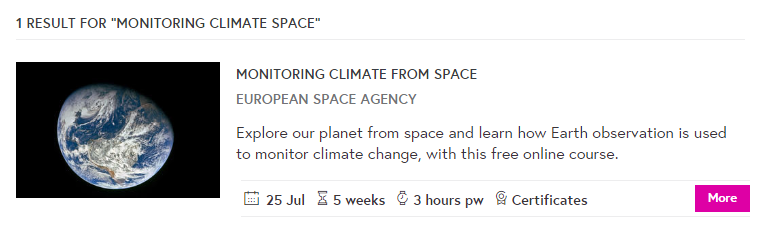 1 RESULT FOR "MONITORING CLIMATE SPACE"
MONITORING CLIMATE FROM SPACE
EUROPEAN SPACE AGENCY
Explore our planet from space and learn how Earth observation is used
to monitor climate change, with this free online course.
25 Jul 5 weeks 3 hours pw Certificates More